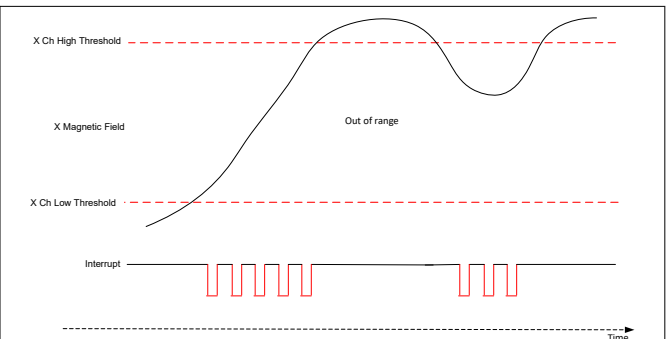 X Ch High Threshold
Out of range
X Magnetic Field
X Ch Low Threshold
Interrupt
Time